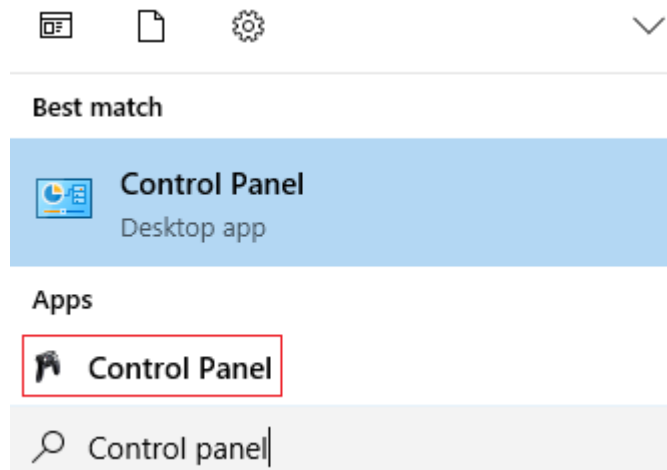 Best match
Control Panel
Desktop app
Apps
Control Panel
Control panel